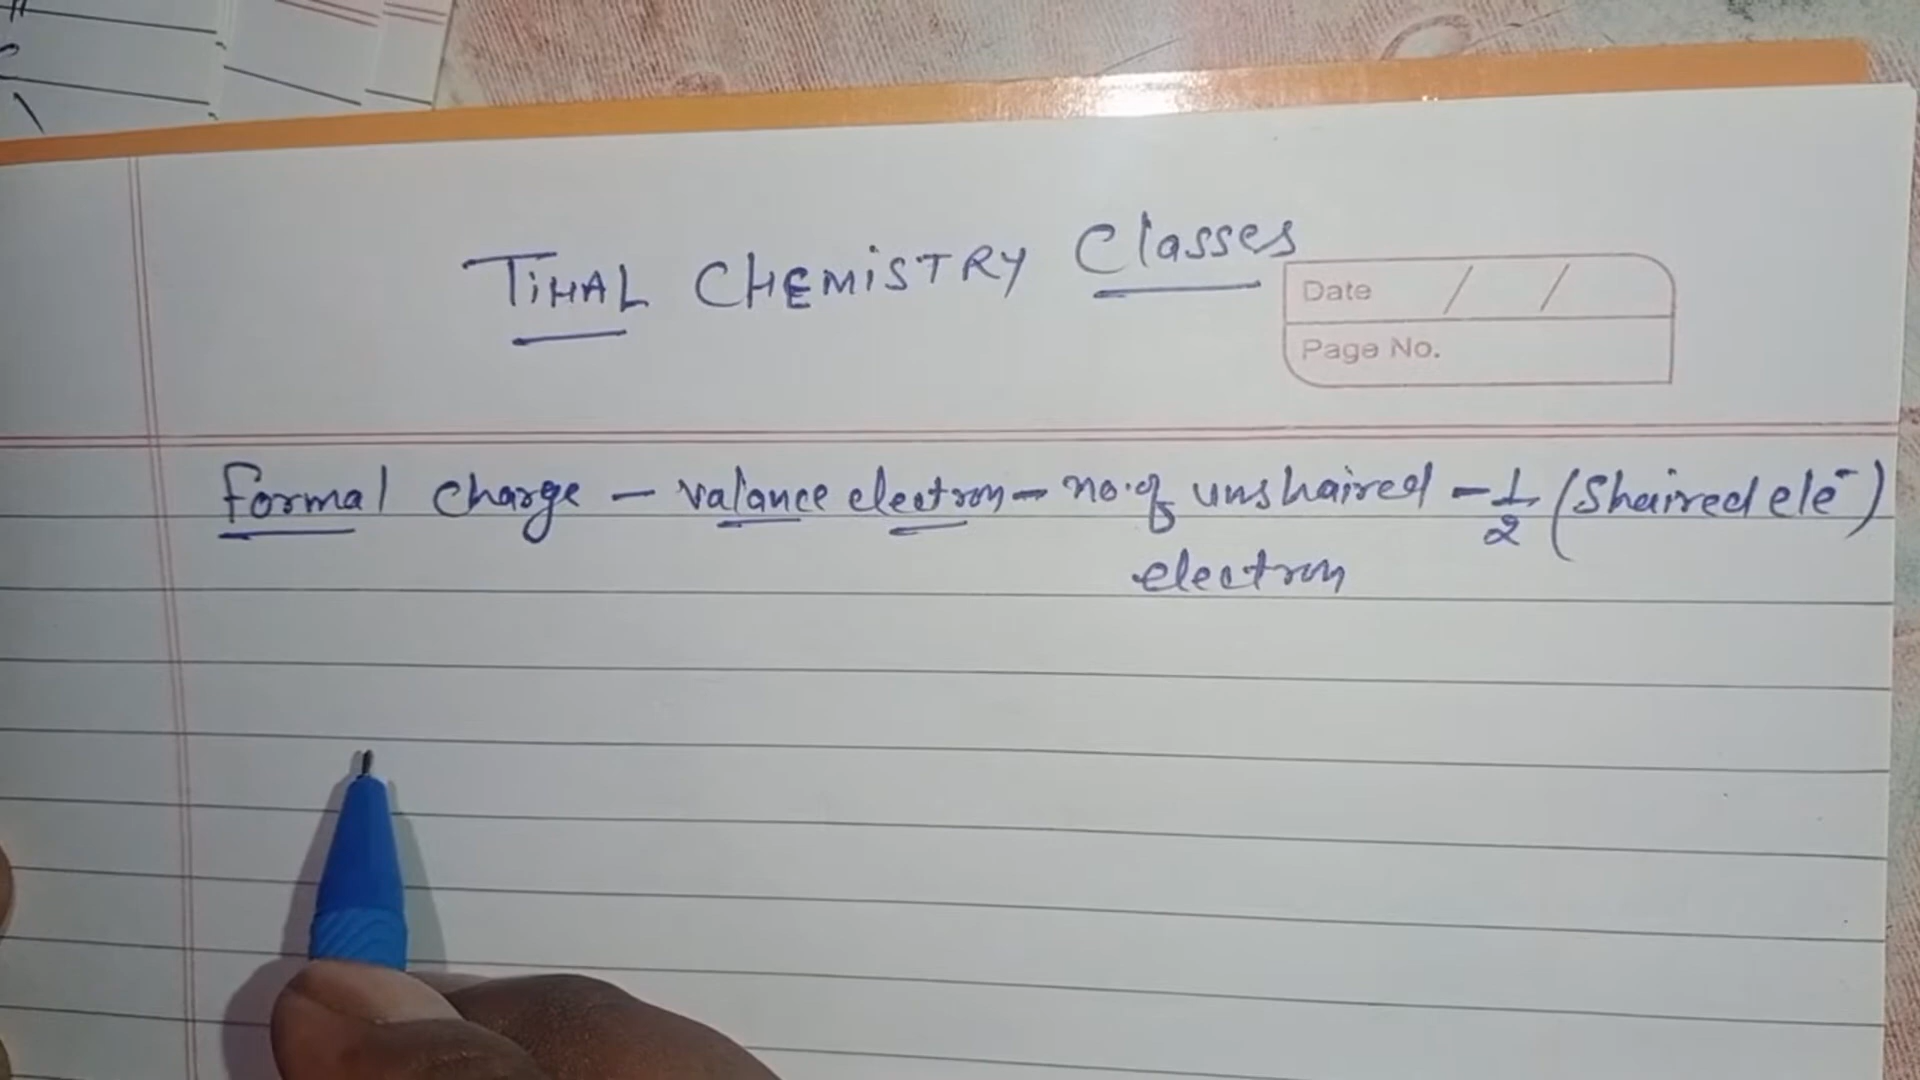 TiHAL CHEMiSTRY Classes
Date / /
Page No.
Formal charge - valance electron - no.of unshaired - 1/2 (Shaired ele⁻)
electron